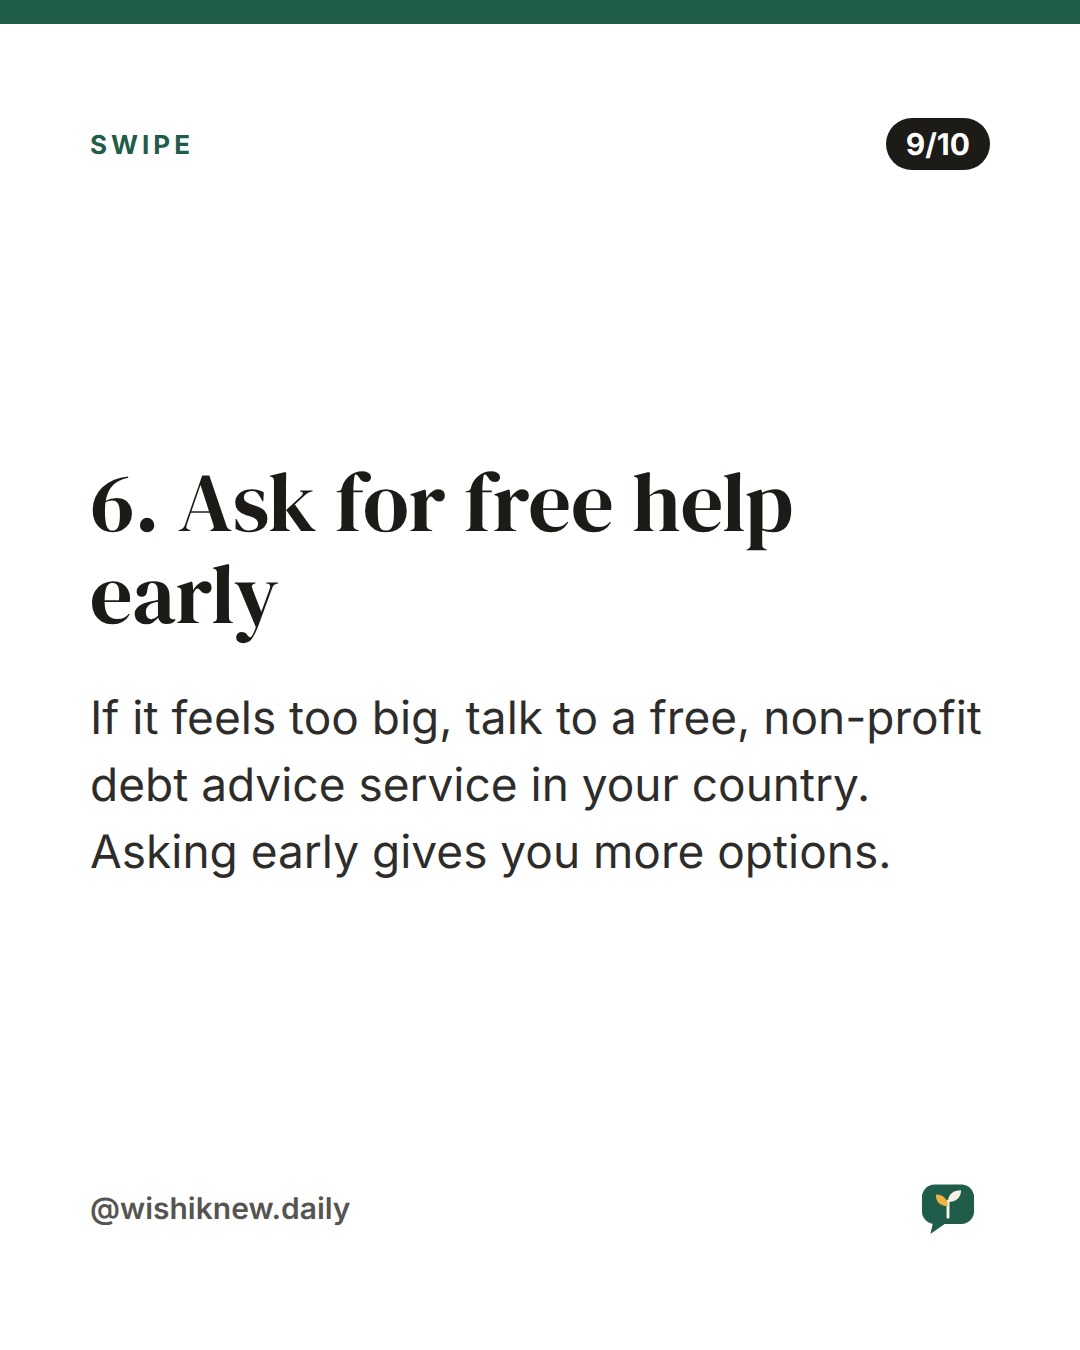 SWIPE
9/10
6. Ask for free help
early
If it feels too big, talk to a free, non-profit
debt advice service in your country.
Asking early gives you more options.
@wishiknew.daily